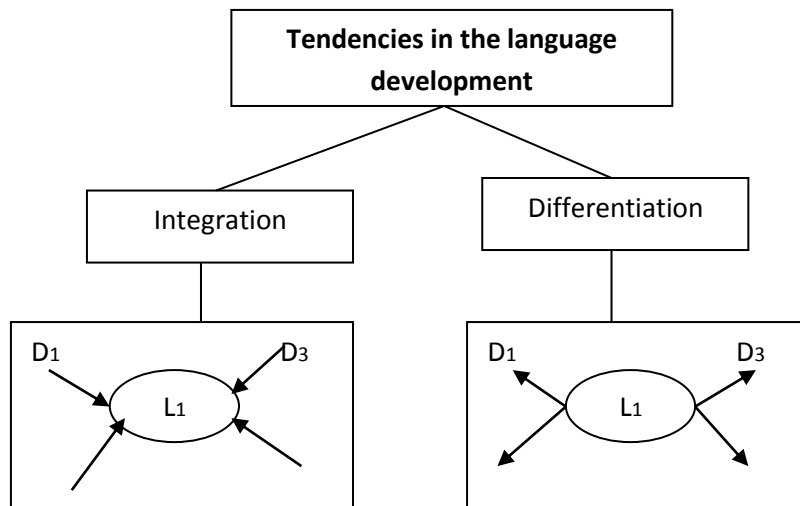 Tendencies in the language
development
Integration
Differentiation
D1
D3
L1
D1
D3
L1